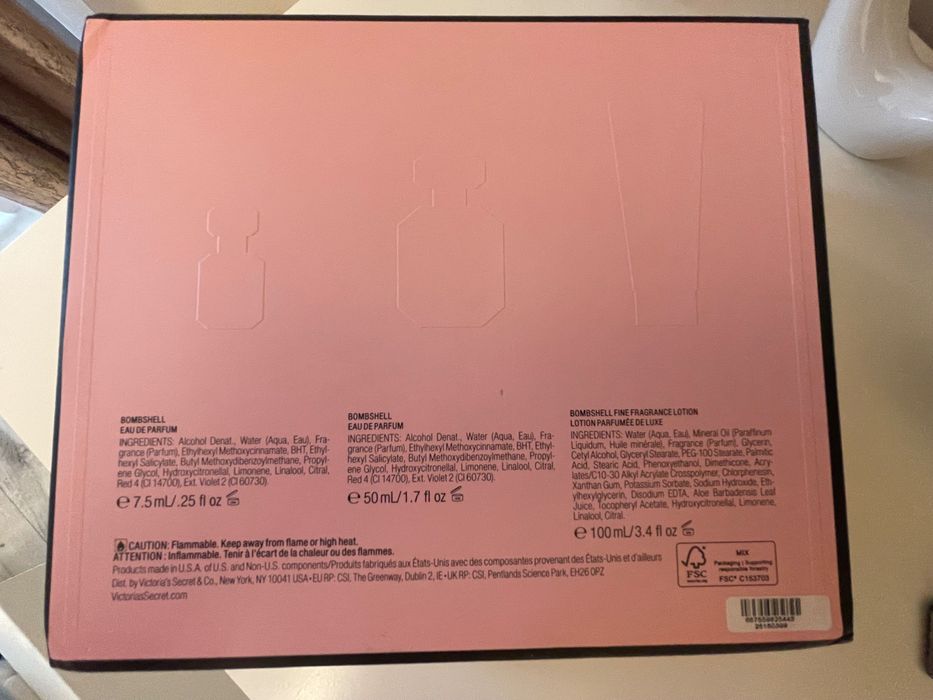 BOMBSHELL
EAU DE PARFUM
INGREDIENTS: Alcohol Denat., Water (Aqua, Eau), Fra-
grance (Parfum), Ethylhexyl Methoxycinnamate, BHT, Ethyl-
hexyl Salicylate, Butyl Methoxydibenzoylmethane, Propyl-
ene Glycol, Hydroxycitronellal, Limonene, Linalool, Citral,
Red 4 (CI 14700), Ext. Violet 2 (CI 60730).
℮ 7.5 mL/.25 fl oz
BOMBSHELL
EAU DE PARFUM
INGREDIENTS: Alcohol Denat., Water (Aqua, Eau), Fra-
grance (Parfum), Ethylhexyl Methoxycinnamate, BHT, Ethyl-
hexyl Salicylate, Butyl Methoxydibenzoylmethane, Propyl-
ene Glycol, Hydroxycitronellal, Limonene, Linalool, Citral,
Red 4 (CI 14700), Ext. Violet 2 (CI 60730).
℮ 50 mL/1.7 fl oz
BOMBSHELL FINE FRAGRANCE LOTION
LOTION PARFUMÉE DE LUXE
INGREDIENTS: Water (Aqua, Eau), Mineral Oil (Paraffinum
Liquidum, Huile minérale), Fragrance (Parfum), Glycerin,
Cetyl Alcohol, Glyceryl Stearate, PEG-100 Stearate, Palmitic
Acid, Stearic Acid, Phenoxyethanol, Dimethicone, Acry-
lates/C10-30 Alkyl Acrylate Crosspolymer, Chlorphenesin,
Xanthan Gum, Potassium Sorbate, Sodium Hydroxide, Eth-
ylhexylglycerin, Disodium EDTA, Aloe Barbadensis Leaf
Juice, Tocopheryl Acetate, Hydroxycitronellal, Limonene,
Linalool, Citral.
℮ 100 mL/3.4 fl oz
CAUTION: Flammable. Keep away from flame or high heat.
ATTENTION : Inflammable. Tenir à l'écart de la chaleur ou des flammes.
Products made in U.S.A. of U.S. and Non-U.S. components/Produits fabriqués aux États-Unis avec des composantes provenant des États-Unis et d'ailleurs
Dist. by Victoria's Secret & Co., New York, NY 10041 USA • EU RP: CSI, The Greenway, Dublin 2, IE • UK RP: CSI, Pentlands Science Park, EH26 0PZ
VictoriasSecret.com
FSC
MIX
Packaging | Supporting
responsible forestry
FSC® C153703